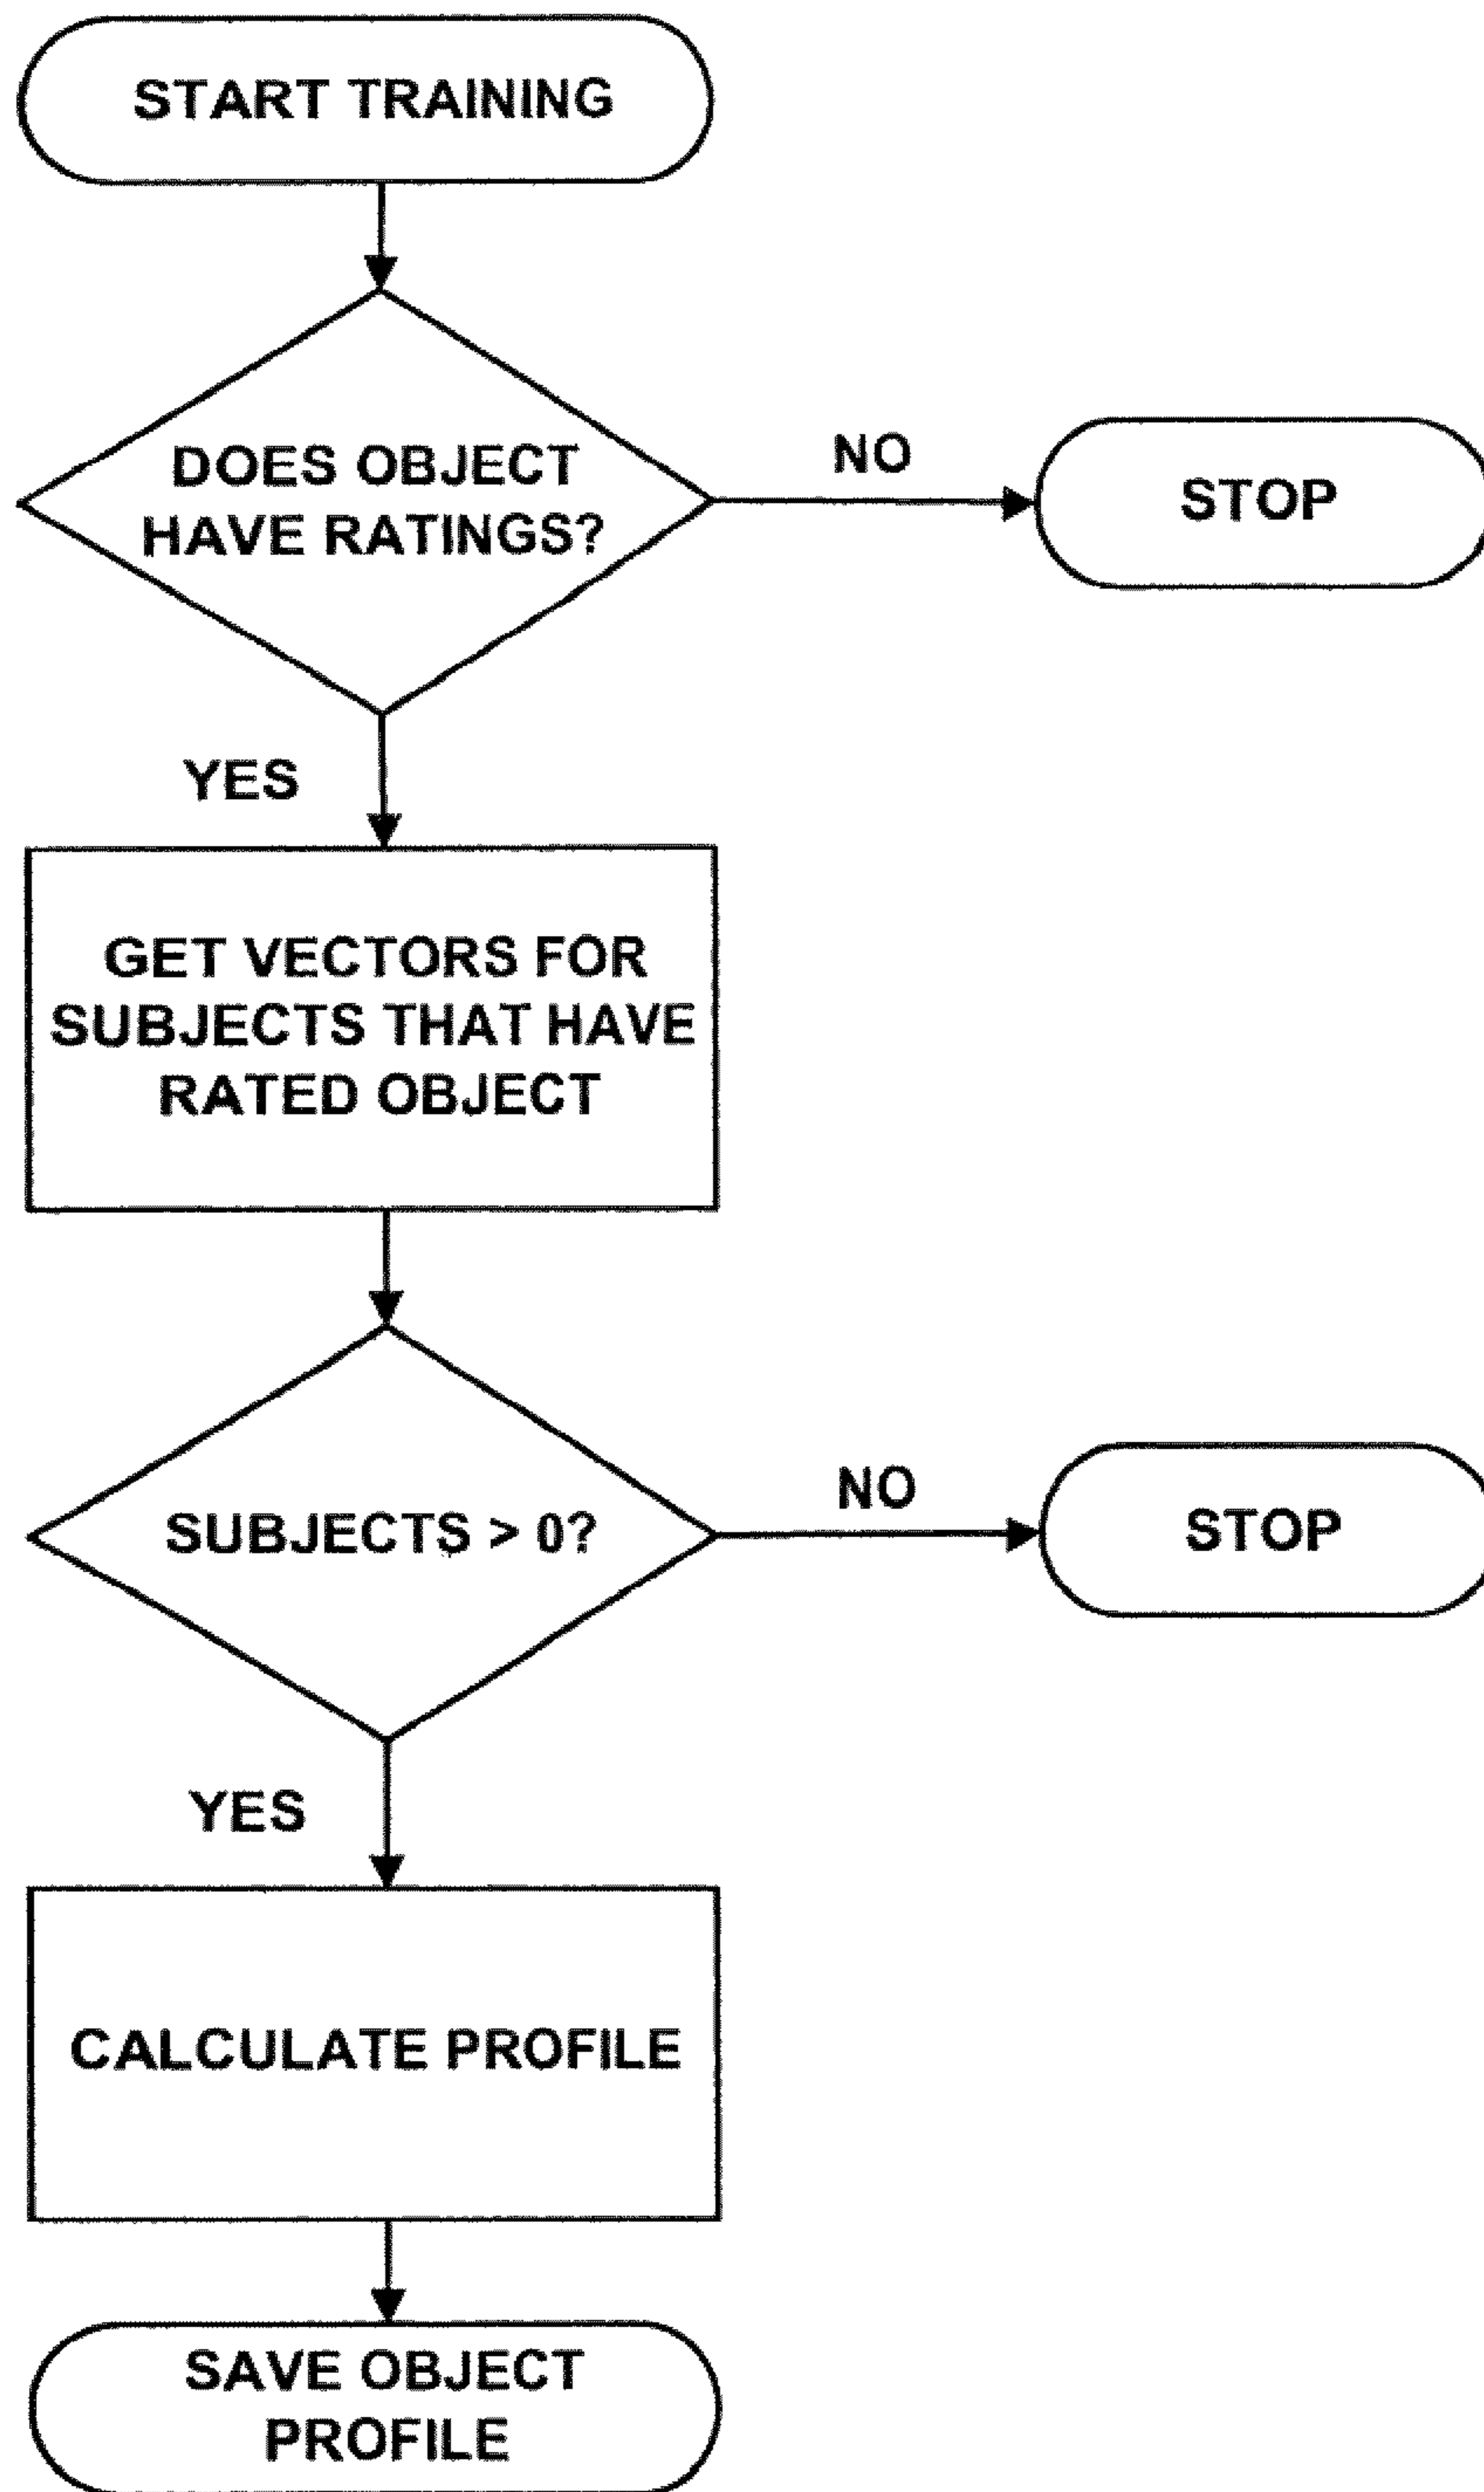 START TRAINING
DOES OBJECT
HAVE RATINGS?
NO
STOP
YES
GET VECTORS FOR
SUBJECTS THAT HAVE
RATED OBJECT
SUBJECTS > 0?
NO
STOP
YES
CALCULATE PROFILE
SAVE OBJECT
PROFILE